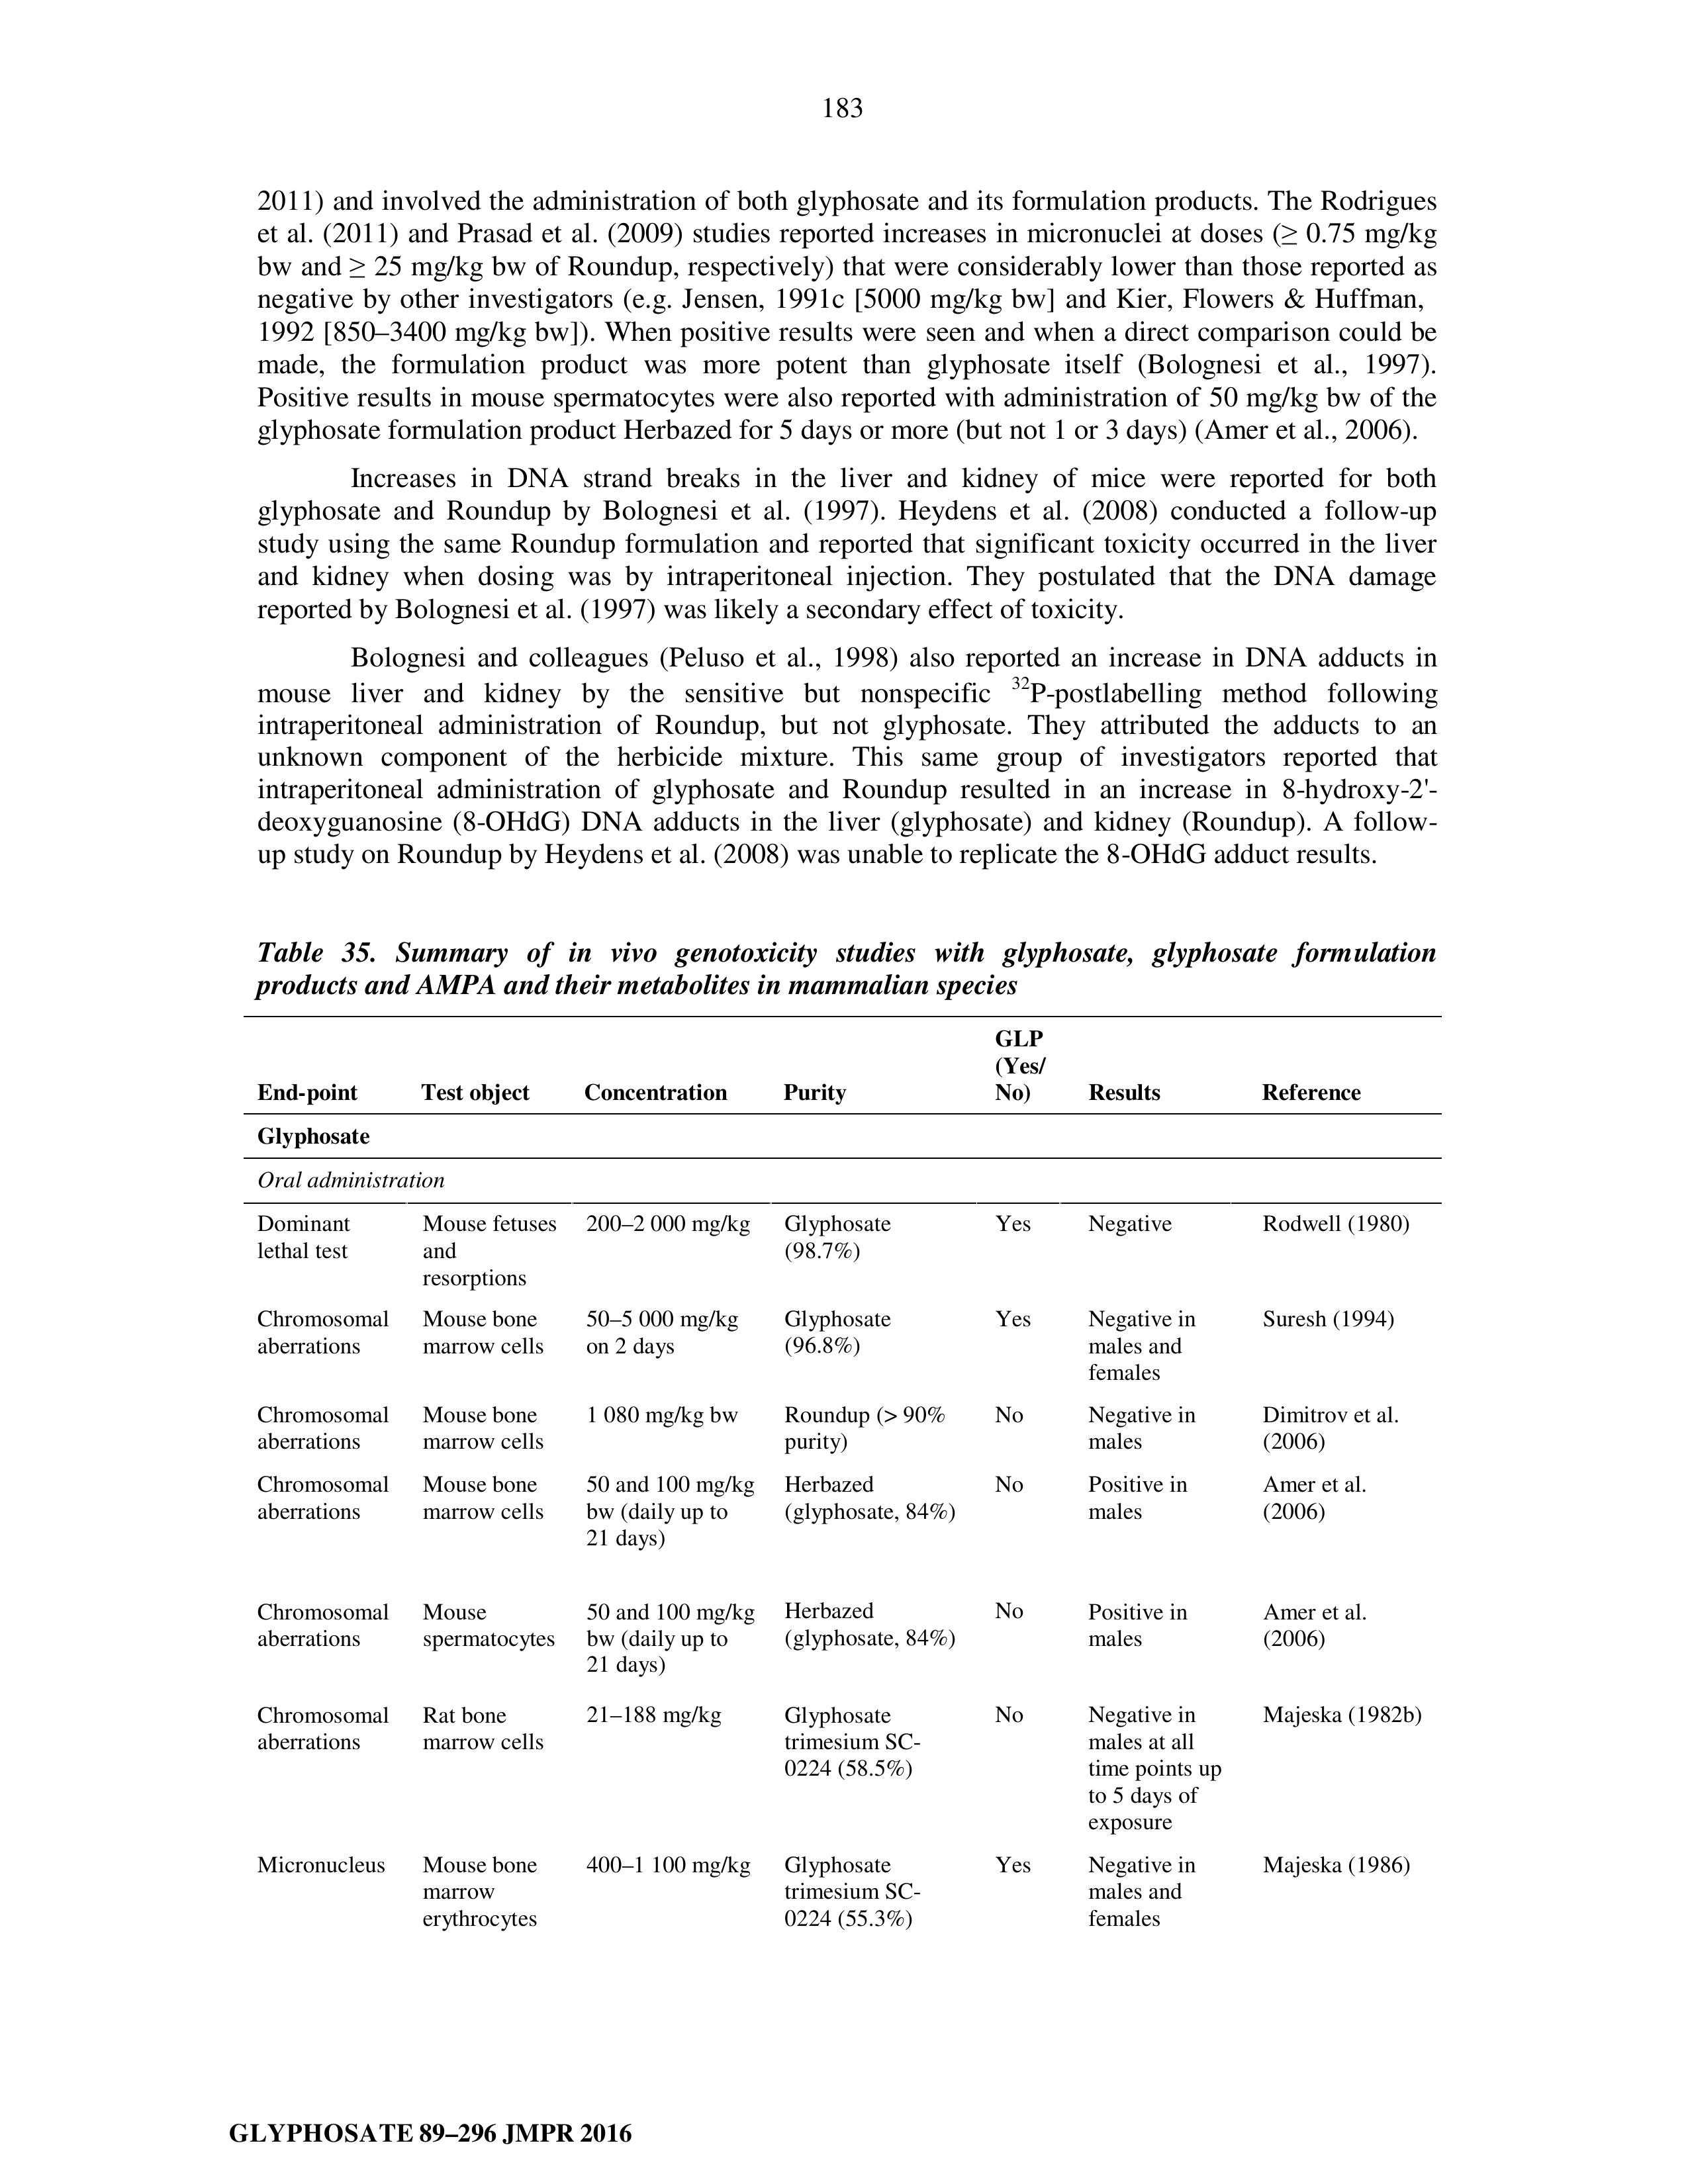 183
2011) and involved the administration of both glyphosate and its formulation products. The Rodrigues
et al. (2011) and Prasad et al. (2009) studies reported increases in micronuclei at doses (≥ 0.75 mg/kg
bw and ≥ 25 mg/kg bw of Roundup, respectively) that were considerably lower than those reported as
negative by other investigators (e.g. Jensen, 1991c [5000 mg/kg bw] and Kier, Flowers & Huffman,
1992 [850–3400 mg/kg bw]). When positive results were seen and when a direct comparison could be
made, the formulation product was more potent than glyphosate itself (Bolognesi et al., 1997).
Positive results in mouse spermatocytes were also reported with administration of 50 mg/kg bw of the
glyphosate formulation product Herbazed for 5 days or more (but not 1 or 3 days) (Amer et al., 2006).
Increases in DNA strand breaks in the liver and kidney of mice were reported for both
glyphosate and Roundup by Bolognesi et al. (1997). Heydens et al. (2008) conducted a follow-up
study using the same Roundup formulation and reported that significant toxicity occurred in the liver
and kidney when dosing was by intraperitoneal injection. They postulated that the DNA damage
reported by Bolognesi et al. (1997) was likely a secondary effect of toxicity.
Bolognesi and colleagues (Peluso et al., 1998) also reported an increase in DNA adducts in
mouse liver and kidney by the sensitive but nonspecific ³²P-postlabelling method following
intraperitoneal administration of Roundup, but not glyphosate. They attributed the adducts to an
unknown component of the herbicide mixture. This same group of investigators reported that
intraperitoneal administration of glyphosate and Roundup resulted in an increase in 8-hydroxy-2'-
deoxyguanosine (8-OHdG) DNA adducts in the liver (glyphosate) and kidney (Roundup). A follow-
up study on Roundup by Heydens et al. (2008) was unable to replicate the 8-OHdG adduct results.
Table 35. Summary of in vivo genotoxicity studies with glyphosate, glyphosate formulation
products and AMPA and their metabolites in mammalian species
GLP
(Yes/
End-point Test object Concentration Purity No) Results Reference
Glyphosate
Oral administration
Dominant Mouse fetuses 200–2 000 mg/kg Glyphosate Yes Negative Rodwell (1980)
lethal test and (98.7%)
resorptions
Chromosomal Mouse bone 50–5 000 mg/kg Glyphosate Yes Negative in Suresh (1994)
aberrations marrow cells on 2 days (96.8%) males and
females
Chromosomal Mouse bone 1 080 mg/kg bw Roundup (> 90% No Negative in Dimitrov et al.
aberrations marrow cells purity) males (2006)
Chromosomal Mouse bone 50 and 100 mg/kg Herbazed No Positive in Amer et al.
aberrations marrow cells bw (daily up to (glyphosate, 84%) males (2006)
21 days)
Chromosomal Mouse 50 and 100 mg/kg Herbazed No Positive in Amer et al.
aberrations spermatocytes bw (daily up to (glyphosate, 84%) males (2006)
21 days)
Chromosomal Rat bone 21–188 mg/kg Glyphosate No Negative in Majeska (1982b)
aberrations marrow cells trimesium SC- males at all
0224 (58.5%) time points up
to 5 days of
exposure
Micronucleus Mouse bone 400–1 100 mg/kg Glyphosate Yes Negative in Majeska (1986)
marrow trimesium SC- males and
erythrocytes 0224 (55.3%) females
GLYPHOSATE 89–296 JMPR 2016